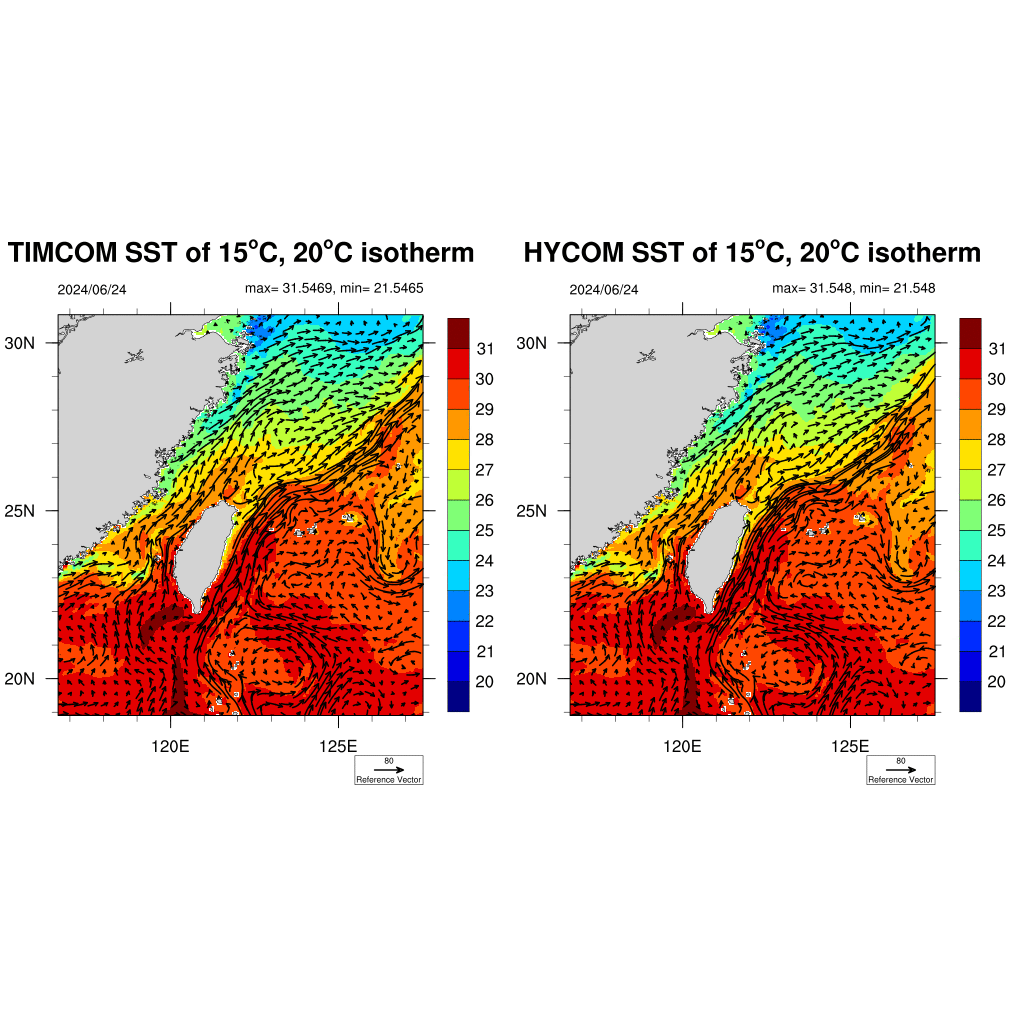 TIMCOM SST of 15°C, 20°C isotherm
2024/06/24
max= 31.5469, min= 21.5465
30N
25N
20N
120E
125E
31
30
29
28
27
26
25
24
23
22
21
20
80
Reference Vector
HYCOM SST of 15°C, 20°C isotherm
2024/06/24
max= 31.548, min= 21.548
30N
25N
20N
120E
125E
31
30
29
28
27
26
25
24
23
22
21
20
80
Reference Vector